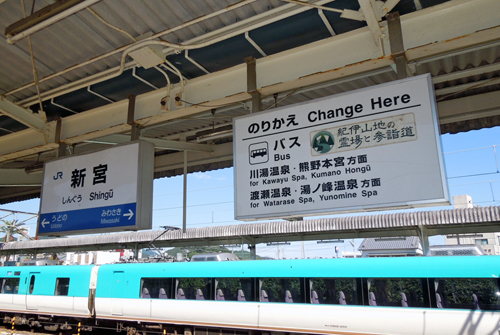 JR
新宮
しんぐう Shingū
うどの
Udono
みわさき
Miwasaki
のりかえ Change Here
バス
Bus
紀伊山地の
霊場と参詣道
川湯温泉・熊野本宮方面
for Kawayu Spa, Kumano Hongū
渡瀬温泉・湯ノ峰温泉方面
for Watarase Spa, Yunomine Spa